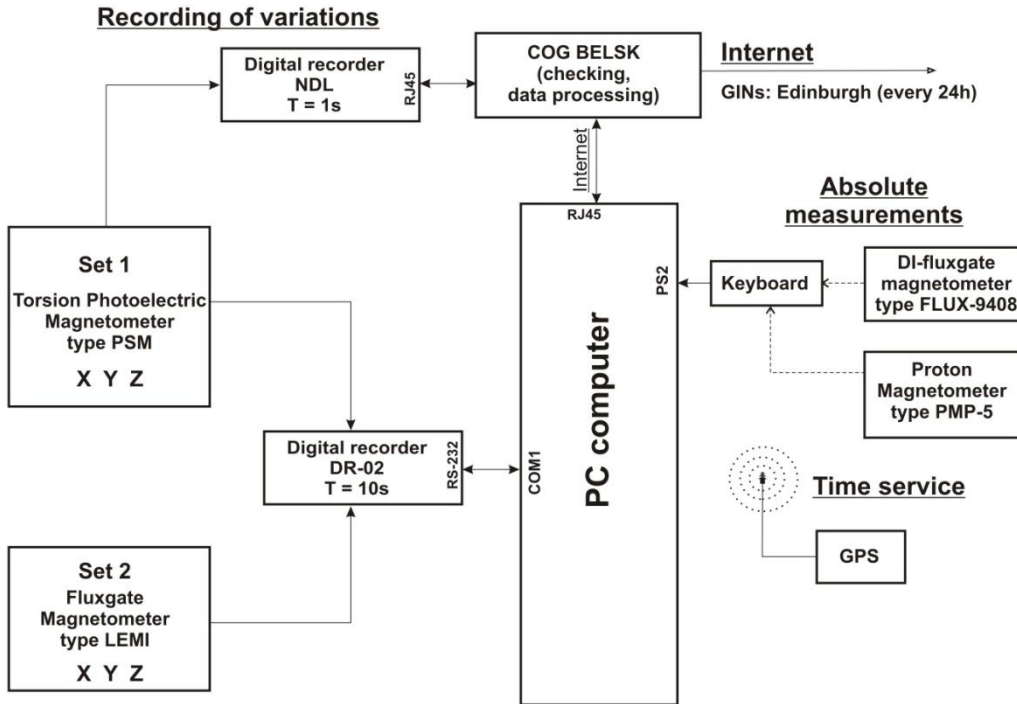 Recording of variations
Digital recorder
NDL
T = 1s
RJ45
COG BELSK
(checking,
data processing)
Internet
GINs: Edinburgh (every 24h)
Internet
Absolute
measurements
Set 1
Torsion Photoelectric
Magnetometer
type PSM
X Y Z
RJ45
PS2
Keyboard
DI-fluxgate
magnetometer
type FLUX-9408
Proton
Magnetometer
type PMP-5
PC computer
Digital recorder
DR-02
T = 10s
RS-232
COM1
Time service
GPS
Set 2
Fluxgate
Magnetometer
type LEMI
X Y Z